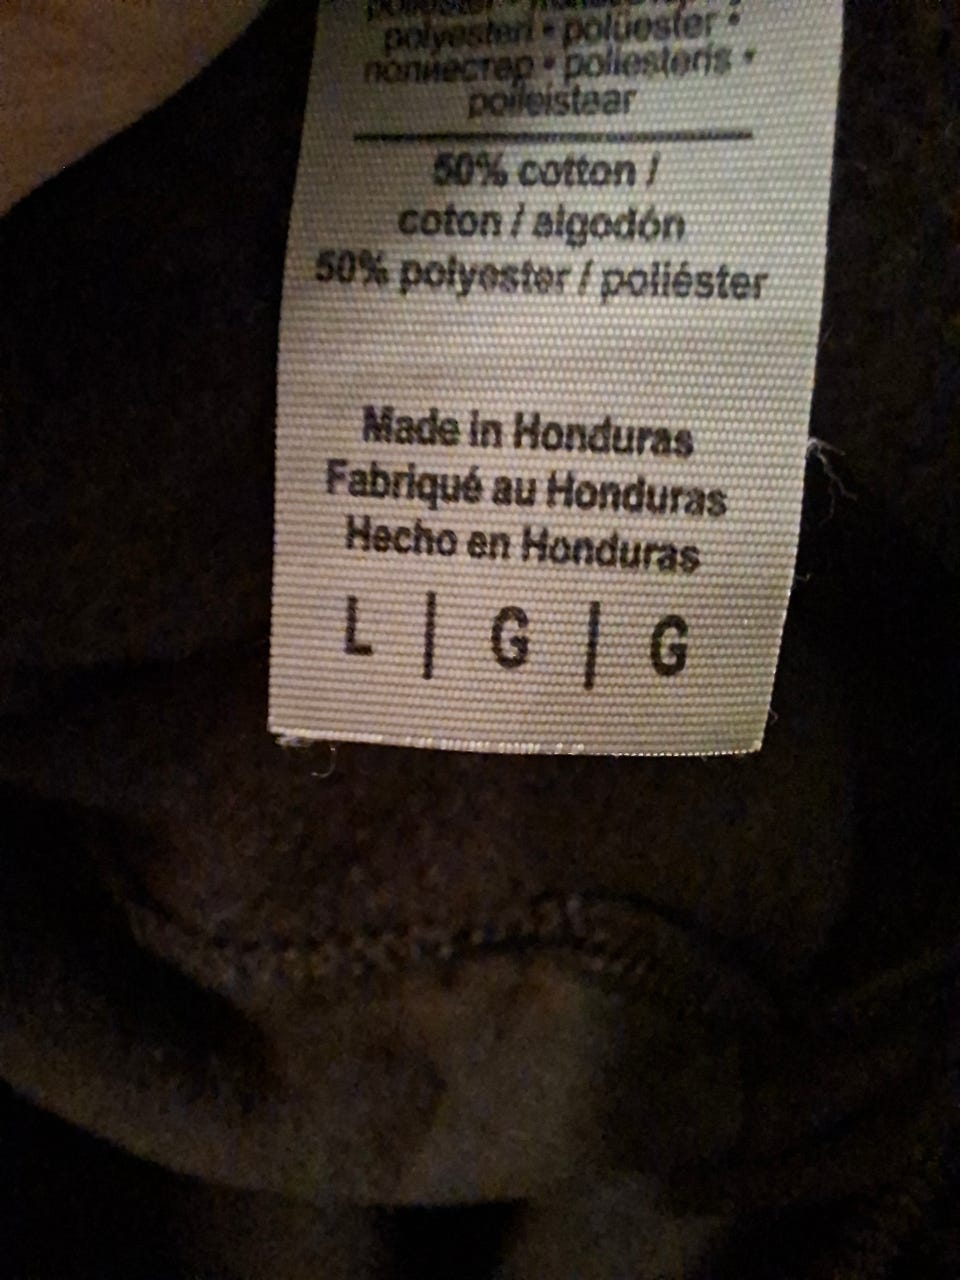 polyesteri • poliüester •
полиестер • poliesteris •
poileistear
50% cotton /
coton / algodón
50% polyester / poliéster
Made in Honduras
Fabriqué au Honduras
Hecho en Honduras
L | G | G